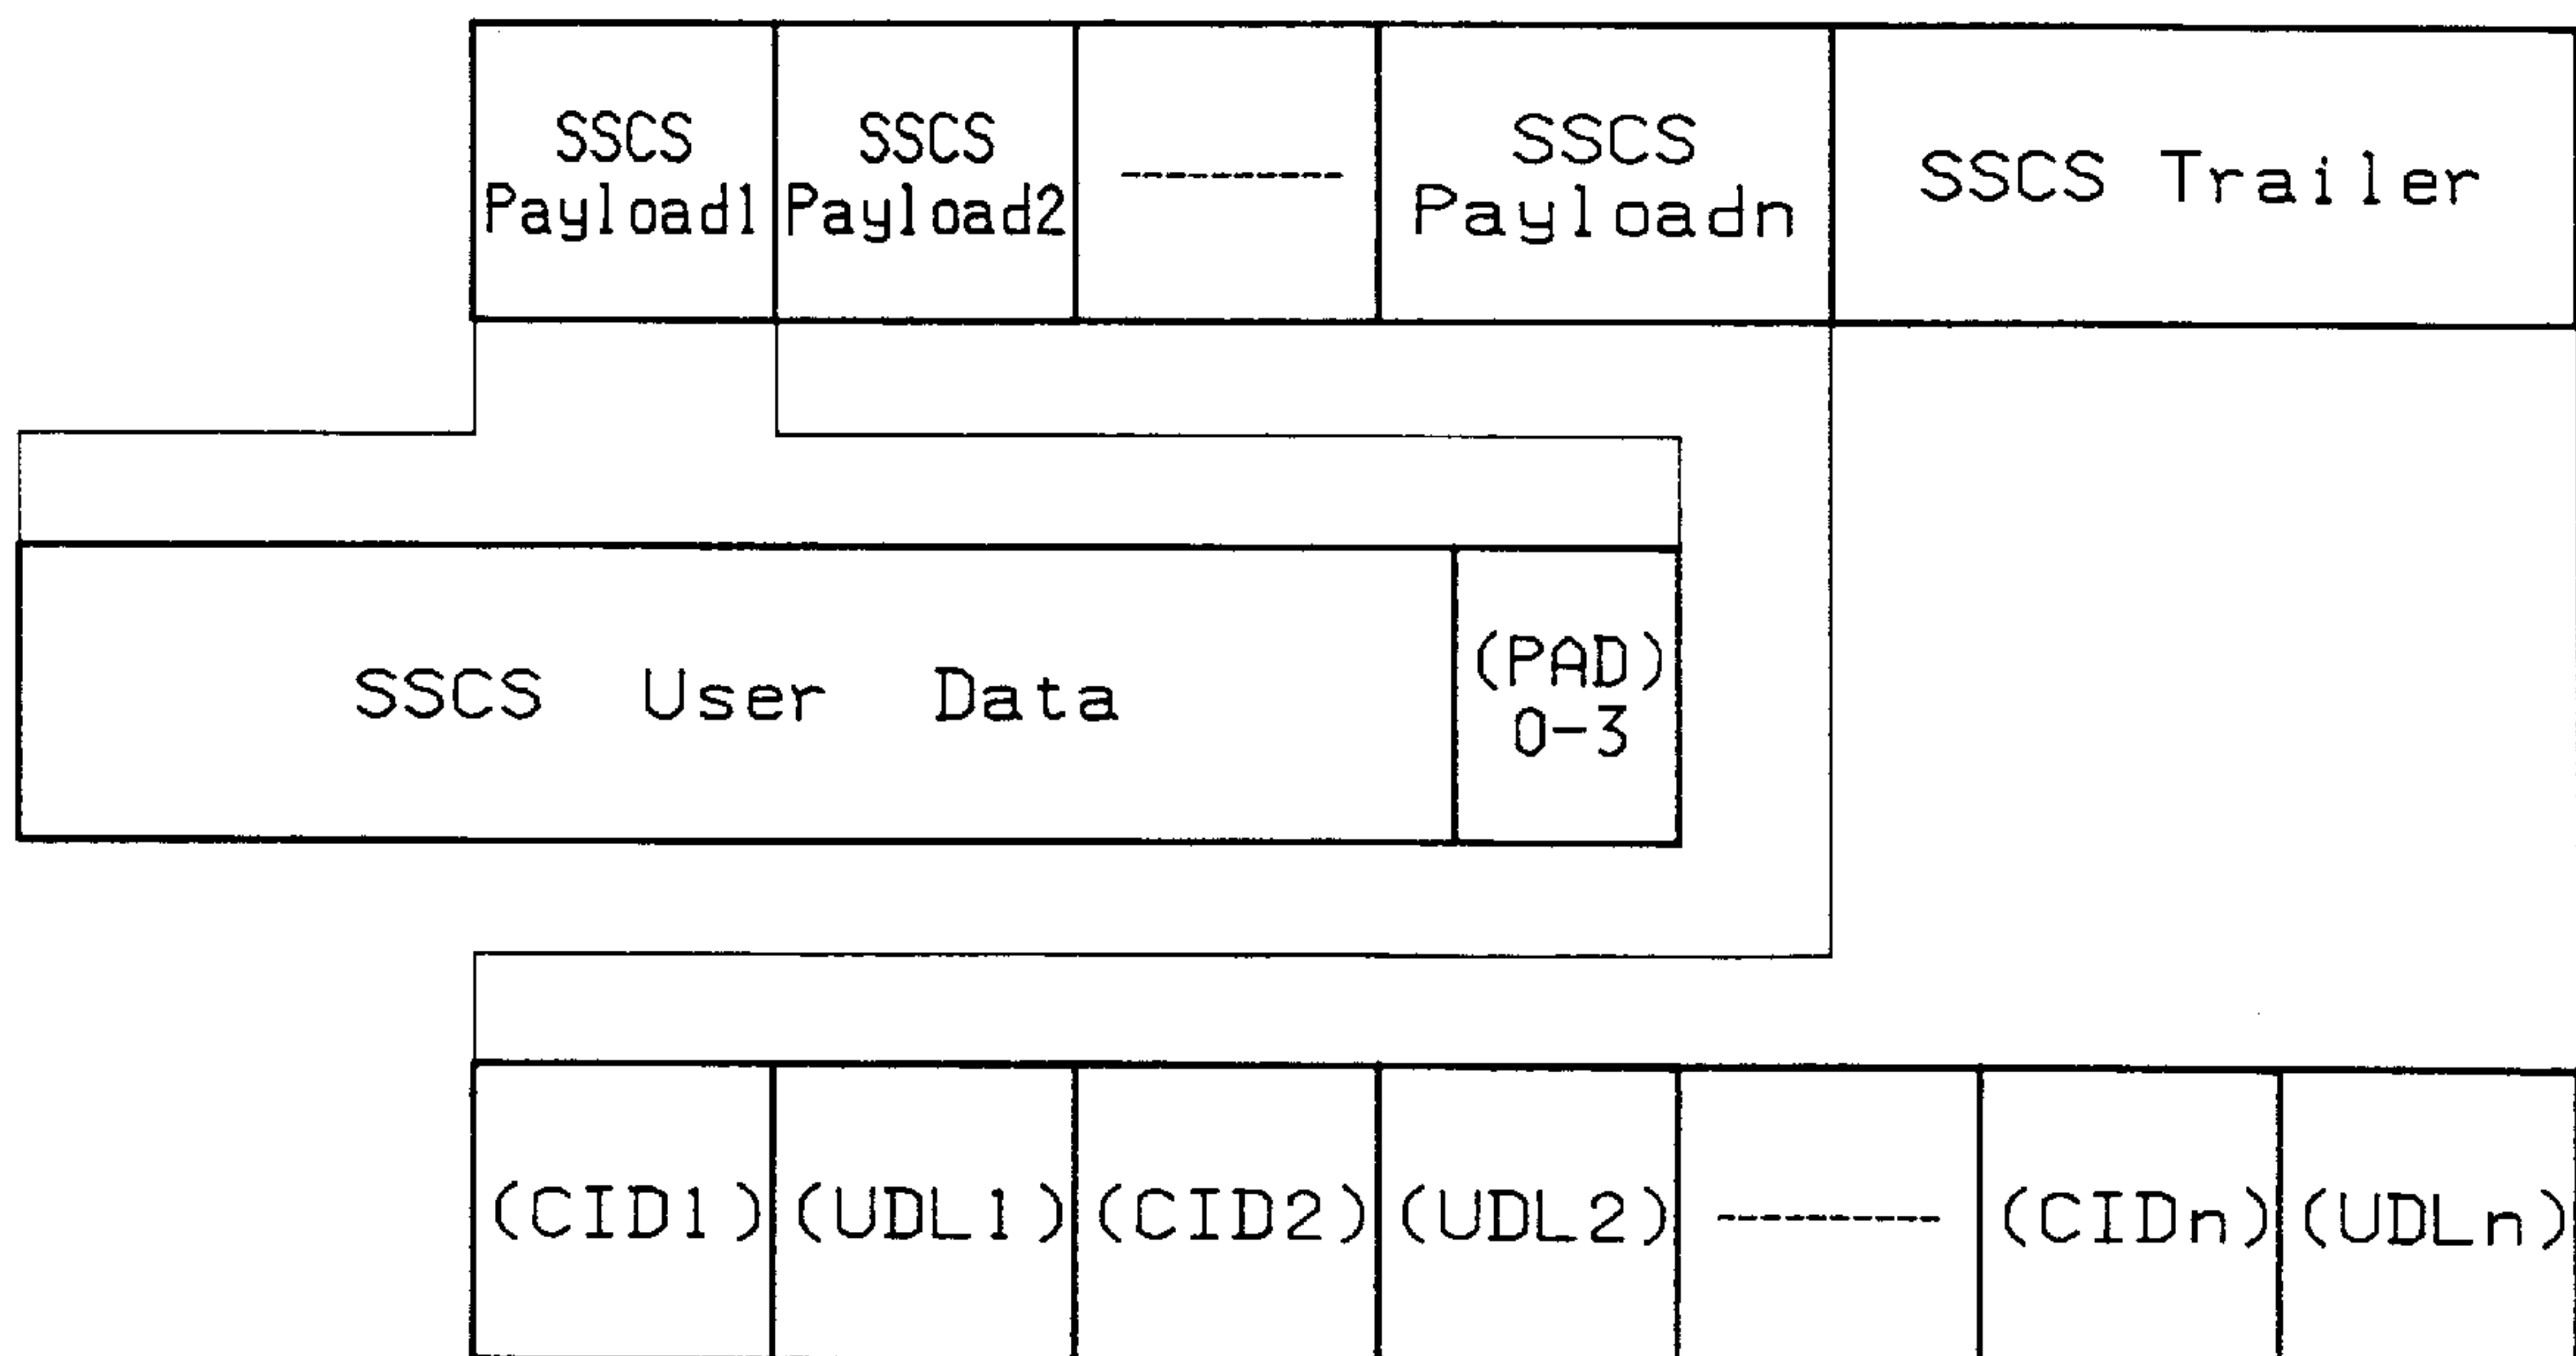 SSCS
Payload1
SSCS
Payload2
SSCS
Payloadn
SSCS Trailer
SSCS User Data
(PAD)
0-3
(CID1)
(UDL1)
(CID2)
(UDL2)
(CIDn)
(UDLn)